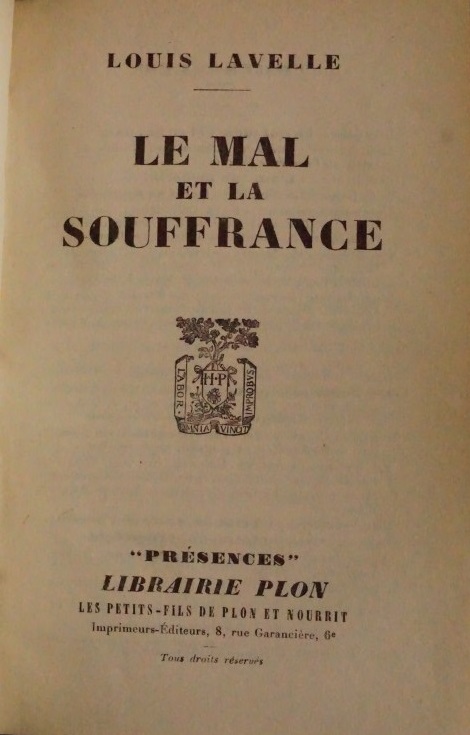 LOUIS LAVELLE
LE MAL
ET LA
SOUFFRANCE
H·P
LABOR·
IMPROBVS
OMNIA VINCIT
"PRÉSENCES"
LIBRAIRIE PLON
LES PETITS-FILS DE PLON ET NOURRIT
Imprimeurs-Éditeurs, 8, rue Garancière, 6e
Tous droits réservés